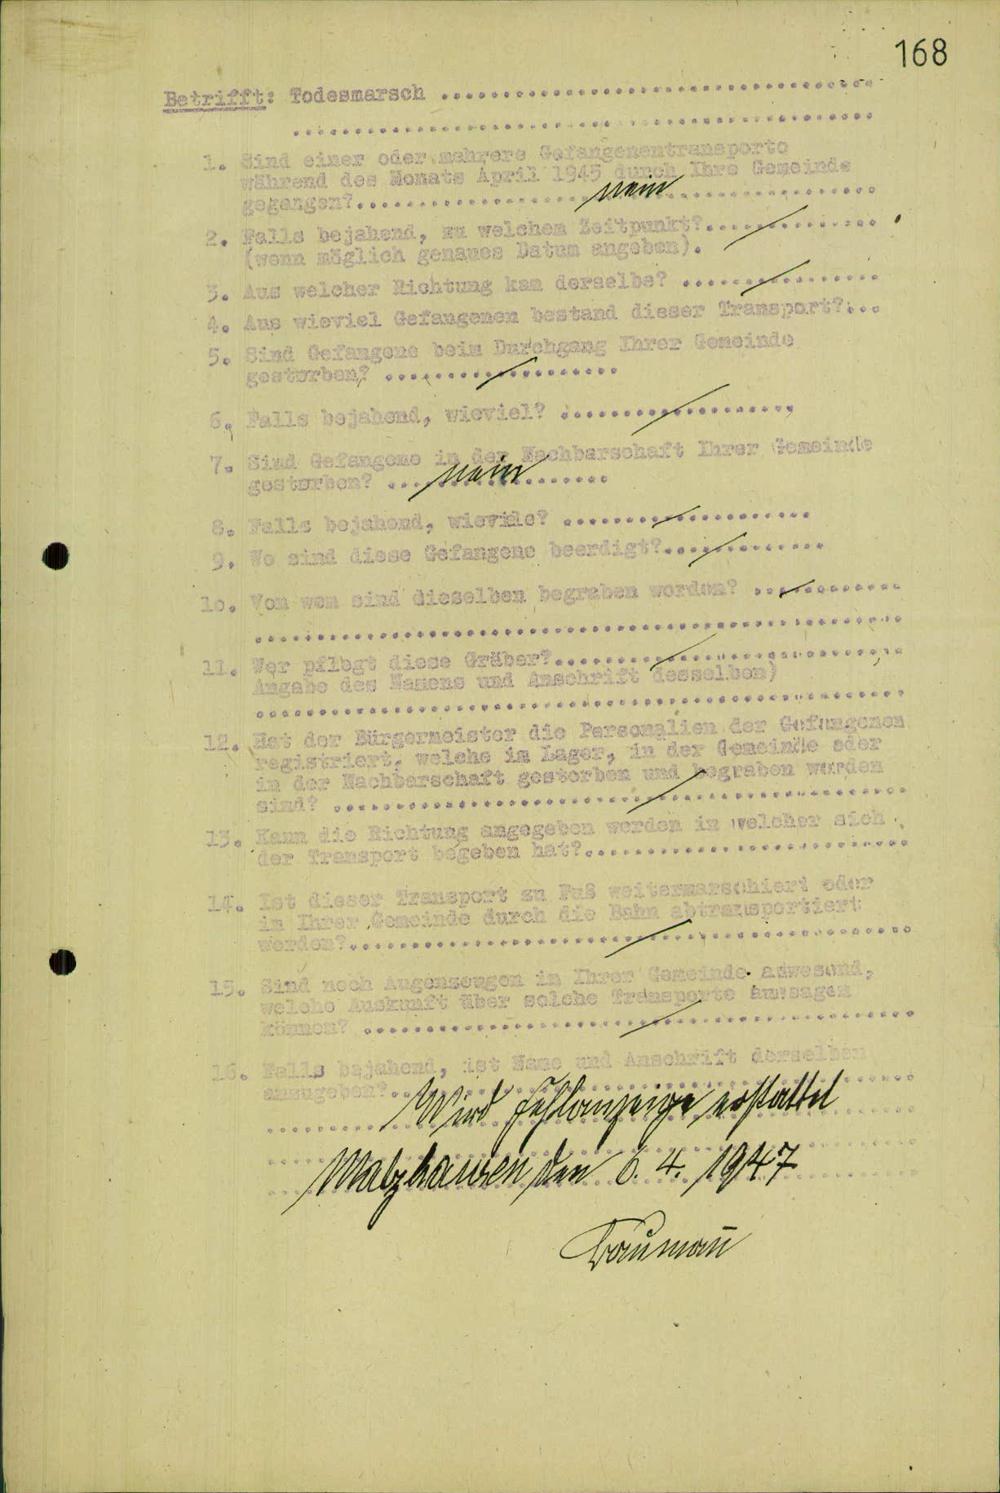 168
Betrifft: Todesmarsch ........................................
........................................
1. Sind einer oder mehrere Gefangenentransporte
während des Monats April 1945 durch Ihre Gemeinde
gegangen?.................... nein ....................
2. Falls bejahend, zu welchem Zeitpunkt?.................
(wenn möglich genaues Datum angeben).
3. Aus welcher Richtung kam derselbe? ..................
4. Aus wieviel Gefangenen bestand dieser Transport?....
5. Sind Gefangene beim Durchgang Ihrer Gemeinde
gestorben? ......................
6. Falls bejahend, wieviel? ......................
7. Sind Gefangene in der Nachbarschaft Ihrer Gemeinde
gestorben? ... nein ............
8. Falls bejahend, wieviele? .......................
9. Wo sind diese Gefangene beerdigt?................
10. Von wem sind dieselben begraben worden? ..............
........................................
11. Wer pflegt diese Gräber?..............................
Angabe des Namens und Anschrift desselben)
........................................
12. Hat der Bürgermeister die Personalien der Gefangenen
registriert, welche im Lager, in der Gemeinde oder
in der Nachbarschaft gestorben und begraben worden
sind? ........................................
13. Kann die Richtung angegeben werden in welcher sich
der Transport begeben hat?..............................
14. Ist dieser Transport zu Fuß weitermarschiert oder
in Ihrer Gemeinde durch die Bahn abtransportiert
worden?........................................
15. Sind noch Augenzeugen in Ihrer Gemeinde anwesend,
welche Auskunft über solche Transporte aussagen
können? ........................................
16. Falls bejahend, ist Name und Anschrift derselben
anzugeben?........................................
Wird Fehlanzeige erstattet
Malzhausen den 6. 4. 1947
Baumann